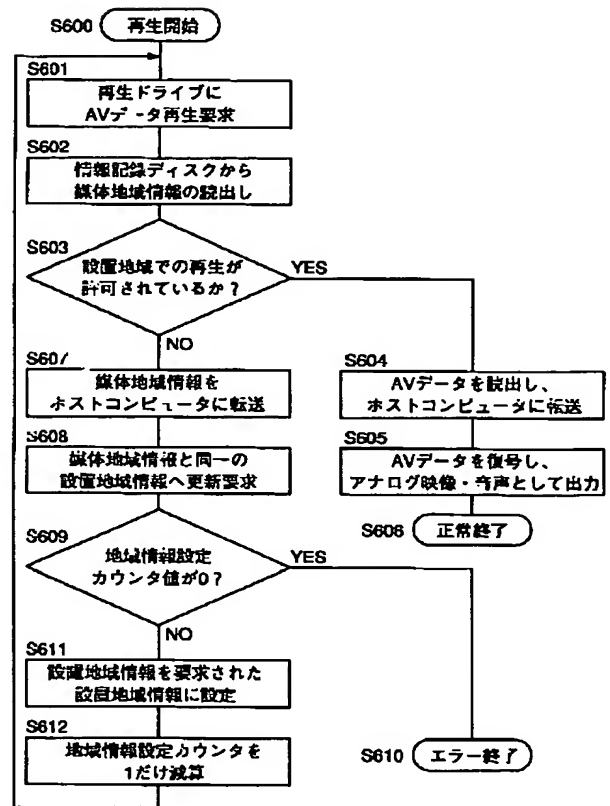 S600 再生開始
S601
再生ドライブに
AVデータ再生要求
S602
情報記録ディスクから
媒体地域情報の読出し
S603
設置地域での再生が
許可されているか?
YES
NO
S607
媒体地域情報を
ホストコンピュータに転送
S608
媒体地域情報と同一の
設置地域情報へ更新要求
S609
地域情報設定
カウンタ値が0?
YES
NO
S611
設置地域情報を要求された
設置地域情報に設定
S612
地域情報設定カウンタを
1だけ減算
S604
AVデータを読出し、
ホストコンピュータに転送
S605
AVデータを復号し、
アナログ映像・音声として出力
S606 正常終了
S610 エラー終了